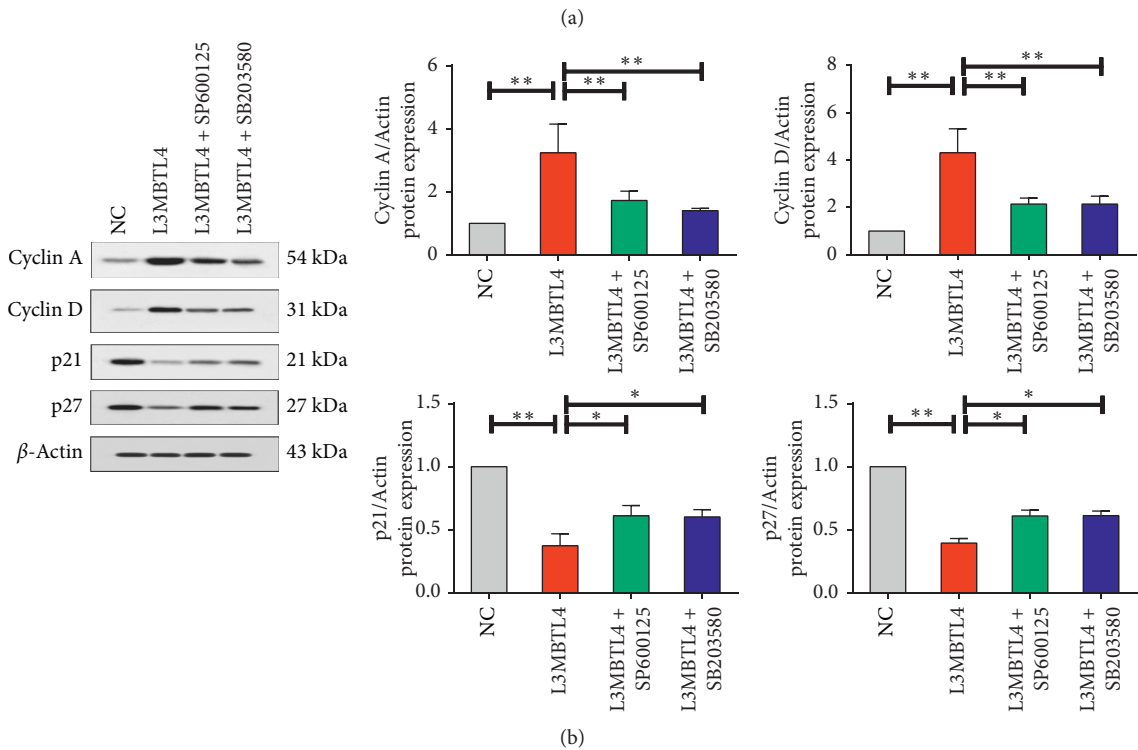 (a)
NC
L3MBTL4
L3MBTL4 + SP600125
L3MBTL4 + SB203580
Cyclin A
54 kDa
Cyclin D
31 kDa
p21
21 kDa
p27
27 kDa
β-Actin
43 kDa
Cyclin A/Actin
protein expression
6
4
2
0
**
**
**
NC
L3MBTL4
L3MBTL4 +
SP600125
L3MBTL4 +
SB203580
Cyclin D/Actin
protein expression
8
6
4
2
0
**
**
**
NC
L3MBTL4
L3MBTL4 +
SP600125
L3MBTL4 +
SB203580
p21/Actin
protein expression
1.5
1.0
0.5
0.0
**
*
*
NC
L3MBTL4
L3MBTL4 +
SP600125
L3MBTL4 +
SB203580
p27/Actin
protein expression
1.5
1.0
0.5
0.0
**
*
*
NC
L3MBTL4
L3MBTL4 +
SP600125
L3MBTL4 +
SB203580
(b)